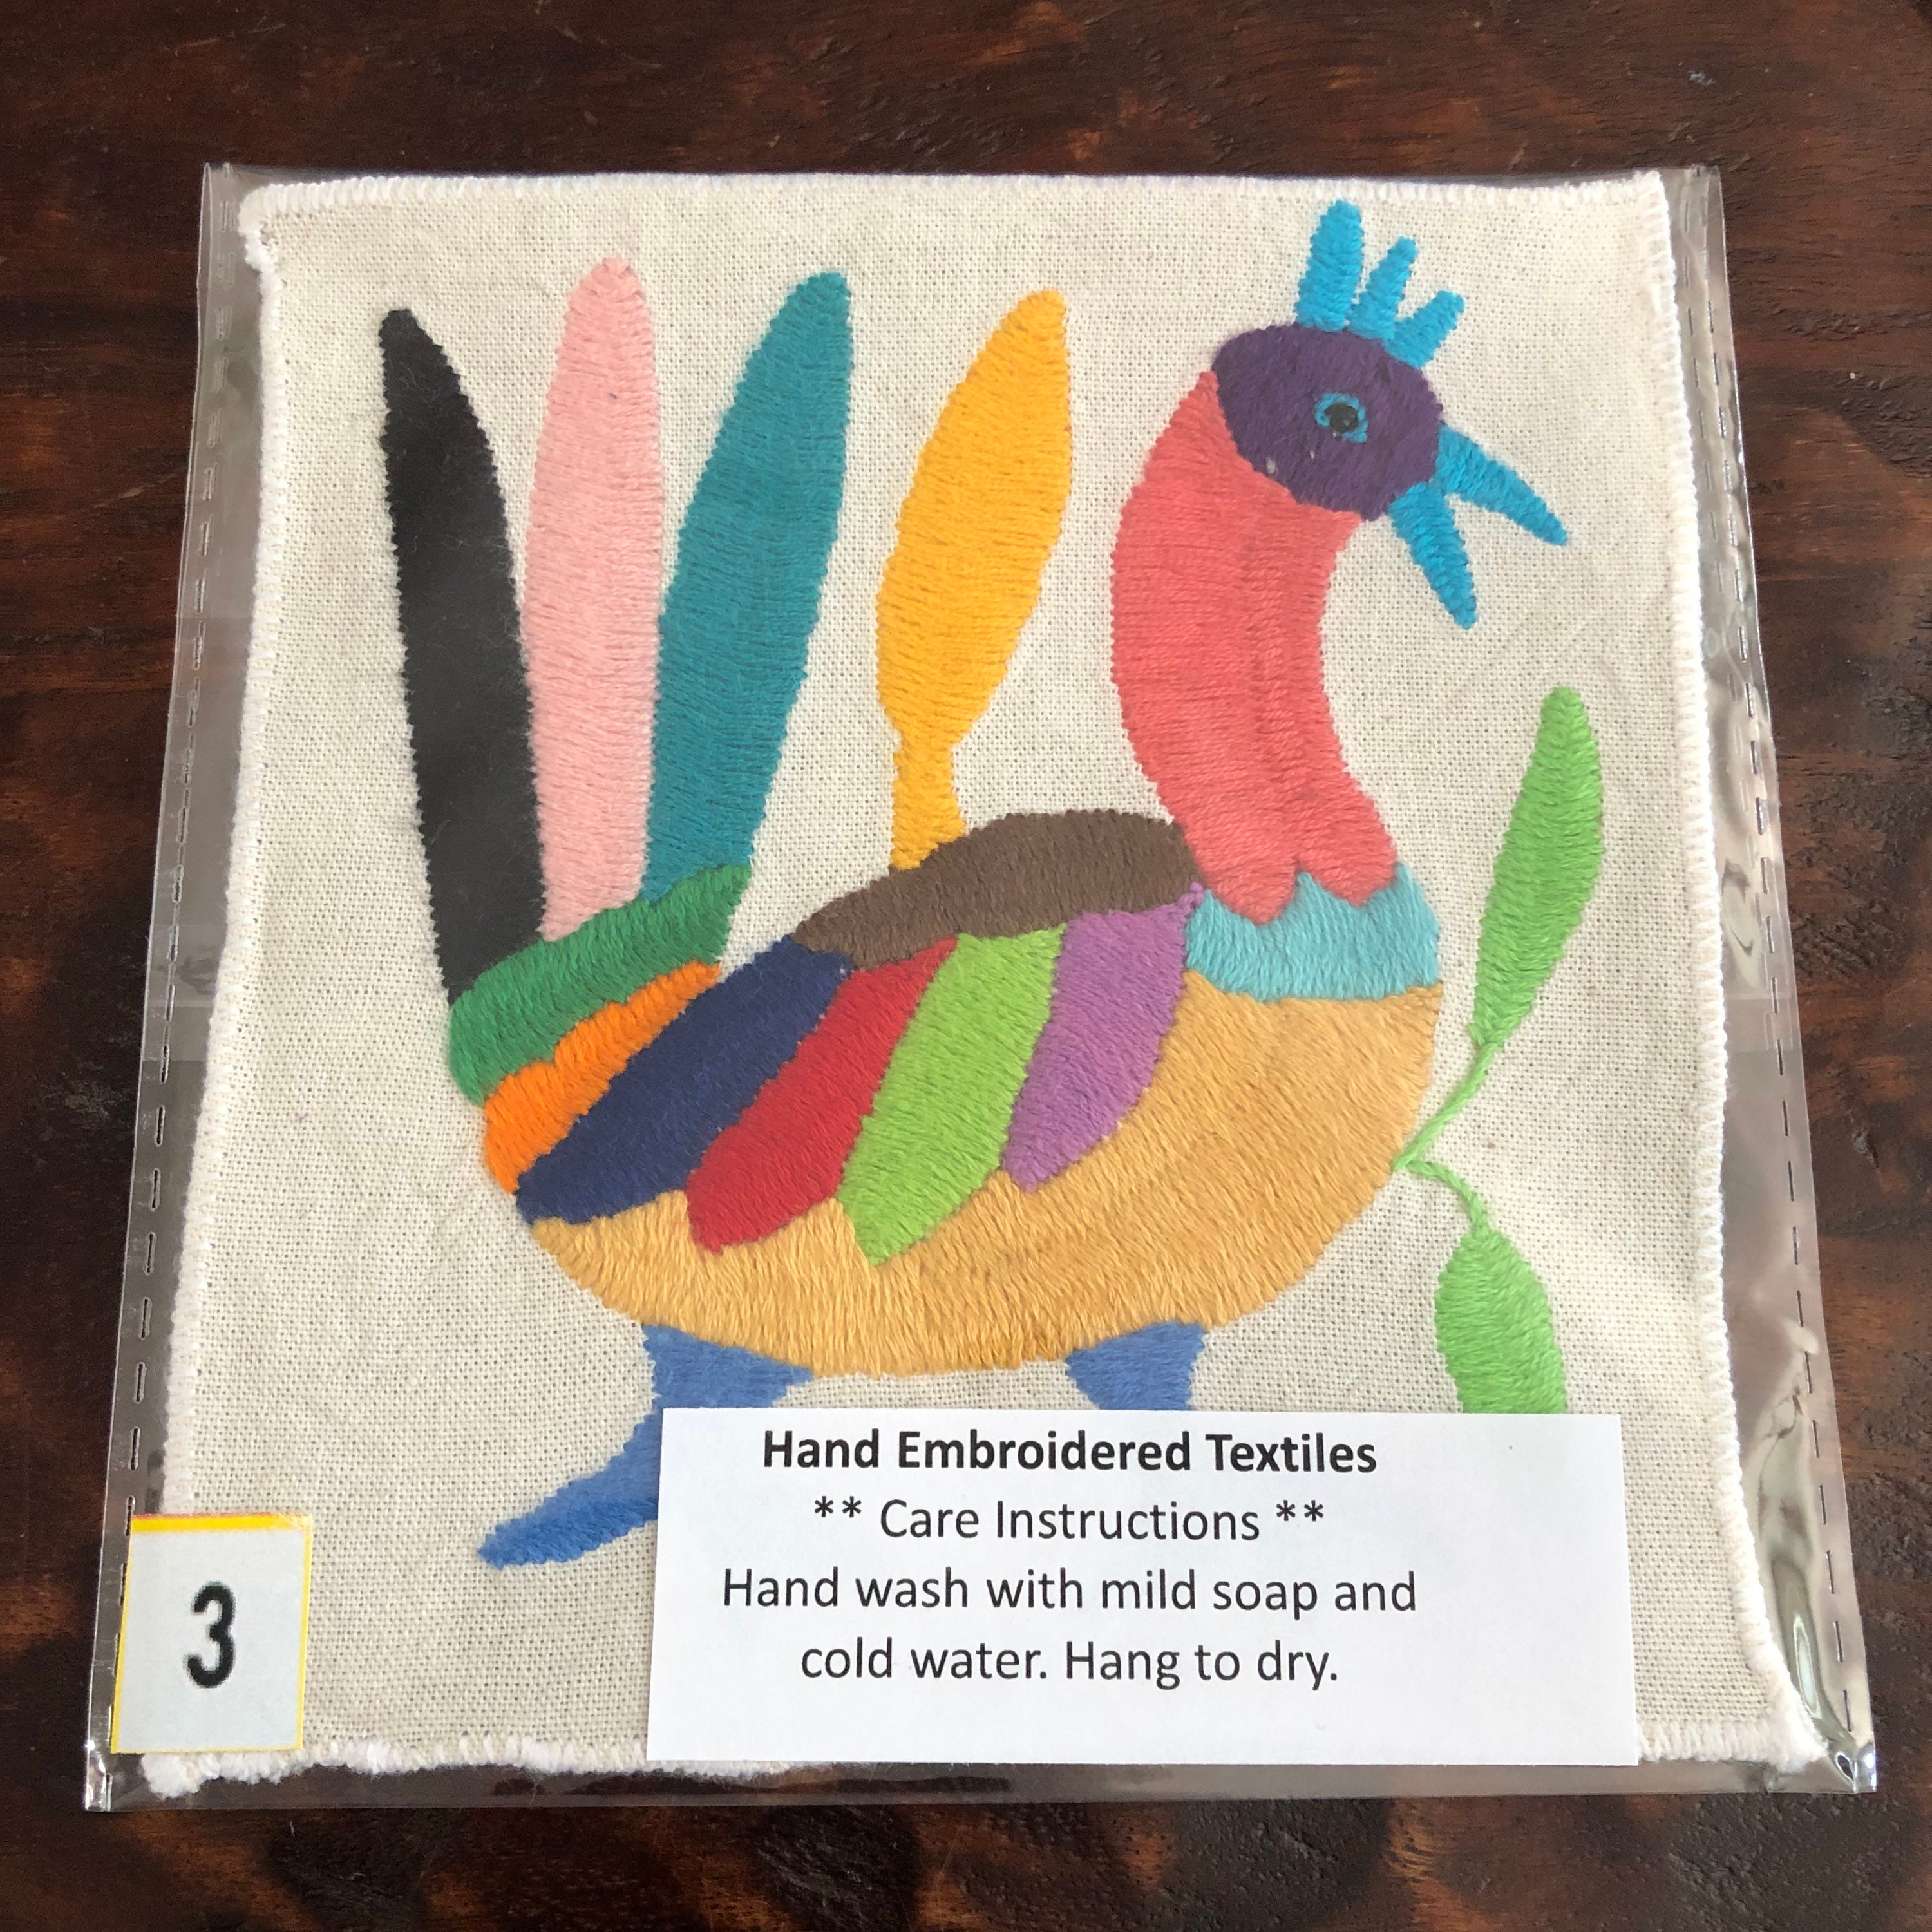 Hand Embroidered Textiles
** Care Instructions **
Hand wash with mild soap and
cold water. Hang to dry.
3